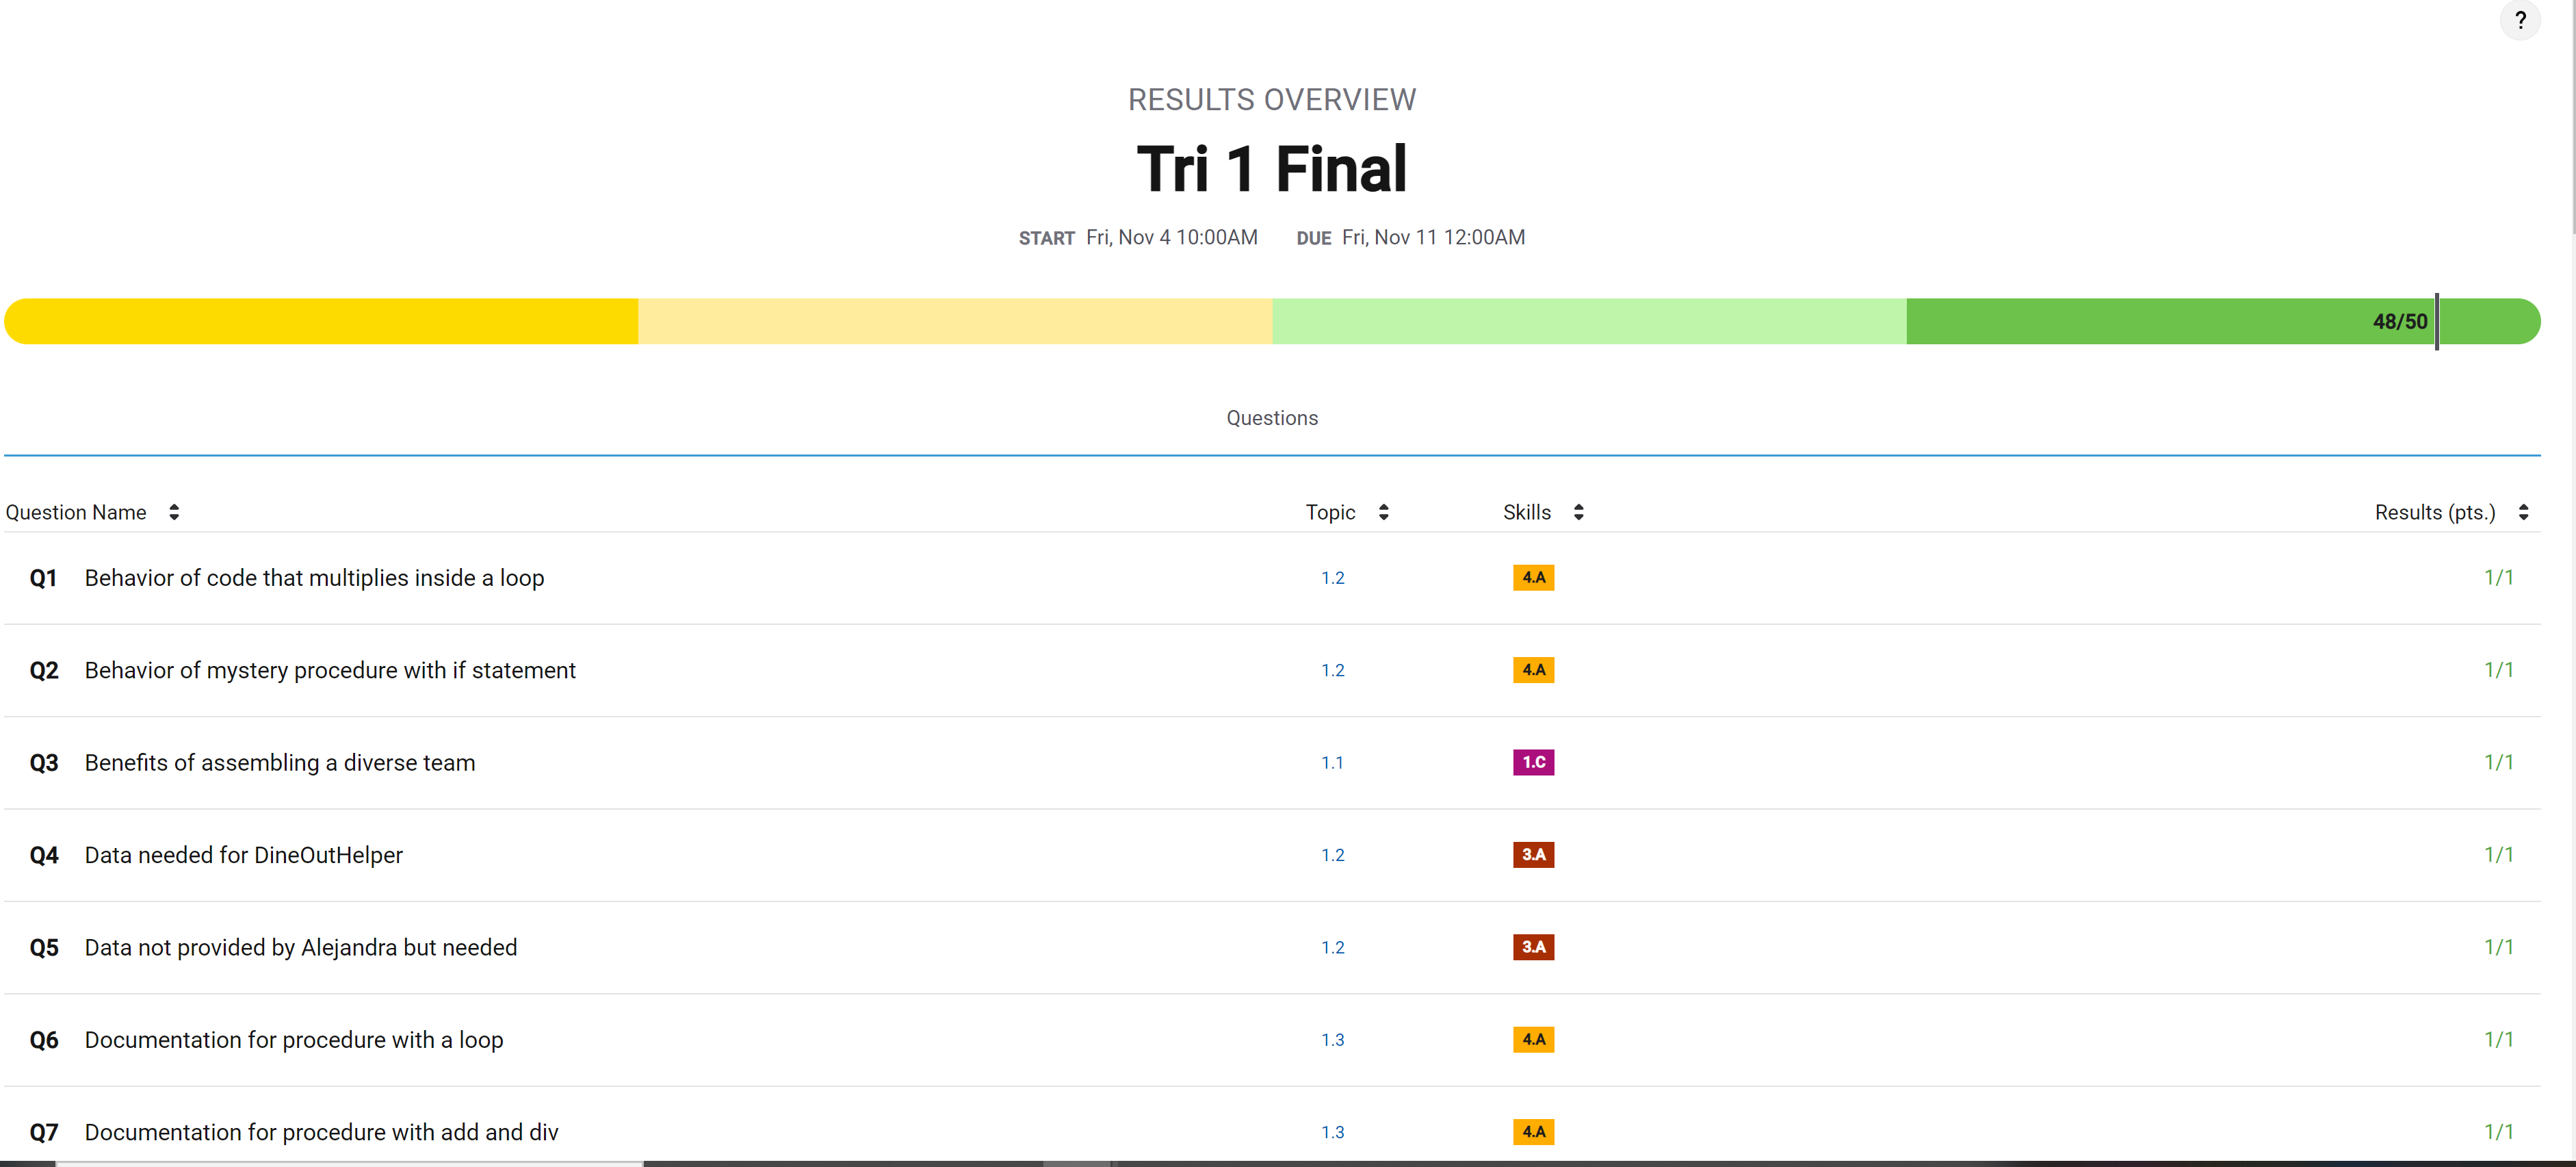 ?
RESULTS OVERVIEW
Tri 1 Final
START Fri, Nov 4 10:00AM DUE Fri, Nov 11 12:00AM
48/50
Questions
Question Name Topic Skills Results (pts.)
Q1 Behavior of code that multiplies inside a loop 1.2 4.A 1/1
Q2 Behavior of mystery procedure with if statement 1.2 4.A 1/1
Q3 Benefits of assembling a diverse team 1.1 1.C 1/1
Q4 Data needed for DineOutHelper 1.2 3.A 1/1
Q5 Data not provided by Alejandra but needed 1.2 3.A 1/1
Q6 Documentation for procedure with a loop 1.3 4.A 1/1
Q7 Documentation for procedure with add and div 1.3 4.A 1/1